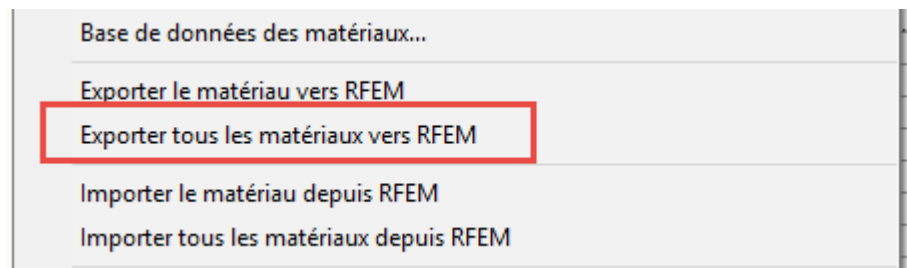 Base de données des matériaux...
Exporter le matériau vers RFEM
Exporter tous les matériaux vers RFEM
Importer le matériau depuis RFEM
Importer tous les matériaux depuis RFEM